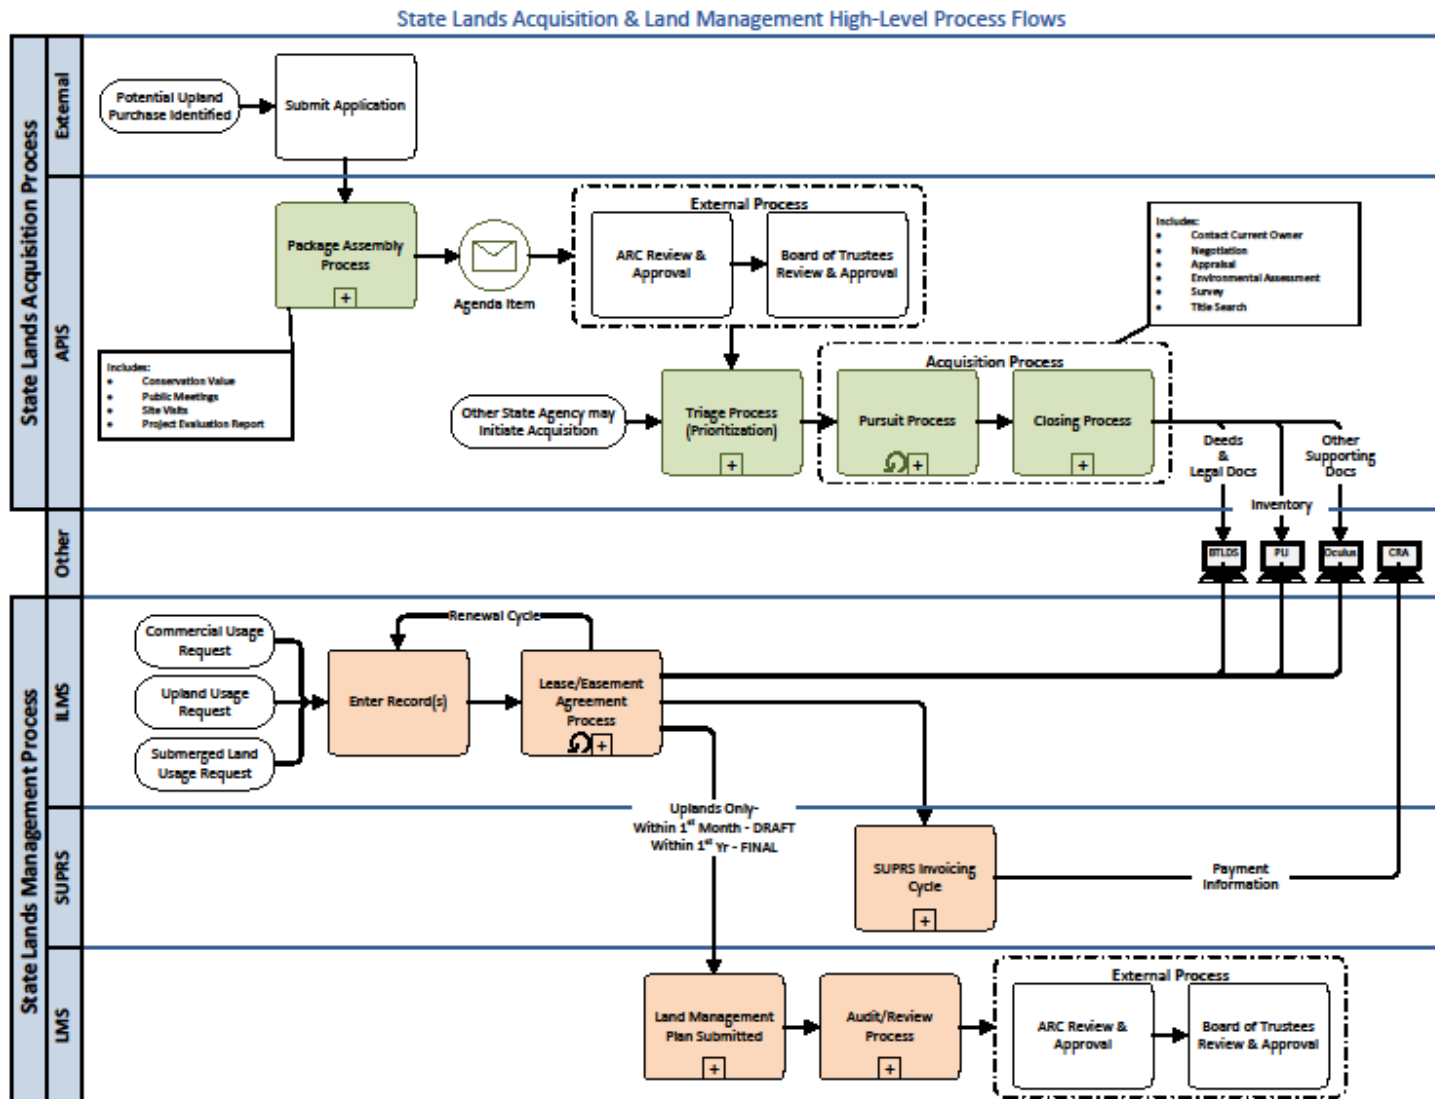 State Lands Acquisition & Land Management High-Level Process Flows
State Lands Acquisition Process
External
Potential Upland
Purchase Identified
Submit Application
APIS
Package Assembly
Process
+
Agenda Item
External Process
ARC Review &
Approval
Board of Trustees
Review & Approval
Includes:
• Contact Current Owner
• Negotiation
• Appraisal
• Environmental Assessment
• Survey
• Title Search
Includes:
• Conservation Value
• Public Meetings
• Site Visits
• Project Evaluation Report
Other State Agency may
Initiate Acquisition
Triage Process
(Prioritization)
+
Acquisition Process
Pursuit Process
+
Closing Process
+
Deeds
&
Legal Docs
Inventory
Other
Supporting
Docs
Other
BTLDS
PLI
Oculus
CRA
State Lands Management Process
ILMS
Commercial Usage
Request
Upland Usage
Request
Submerged Land
Usage Request
Renewal Cycle
Enter Record(s)
Lease/Easement
Agreement
Process
+
Uplands Only-
Within 1st Month - DRAFT
Within 1st Yr - FINAL
SUPRS
SUPRS Invoicing
Cycle
+
Payment
Information
LMS
Land Management
Plan Submitted
+
Audit/Review
Process
+
External Process
ARC Review &
Approval
Board of Trustees
Review & Approval